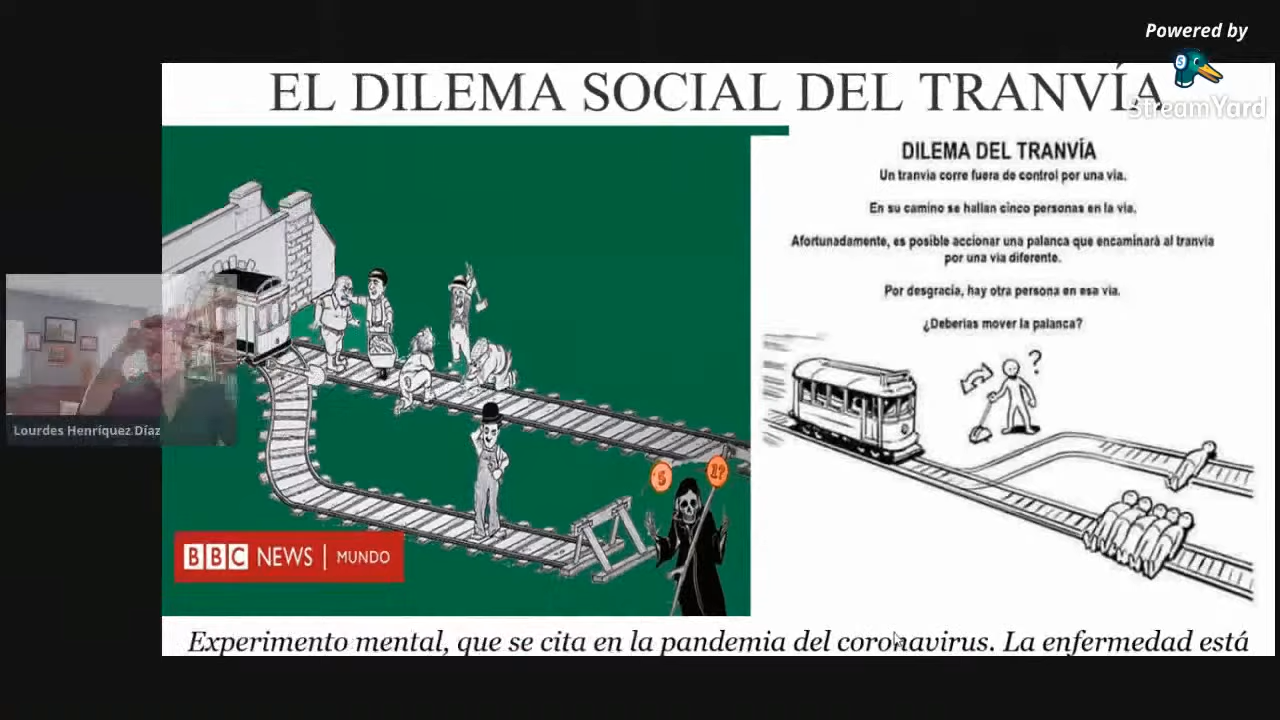 Powered by
StreamYard
EL DILEMA SOCIAL DEL TRANVÍA
DILEMA DEL TRANVÍA
Un tranvía corre fuera de control por una vía.
En su camino se hallan cinco personas en la vía.
Afortunadamente, es posible accionar una palanca que encaminará al tranvía
por una vía diferente.
Por desgracia, hay otra persona en esa vía.
¿Deberías mover la palanca?
?
Lourdes Henríquez Díaz
5
1?
BBC NEWS | MUNDO
Experimento mental, que se cita en la pandemia del coronavirus. La enfermedad está